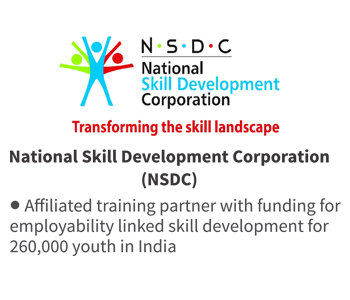 N·S·D·C
National
Skill Development
Corporation
Transforming the skill landscape
National Skill Development Corporation
(NSDC)
● Affiliated training partner with funding for
employability linked skill development for
260,000 youth in India